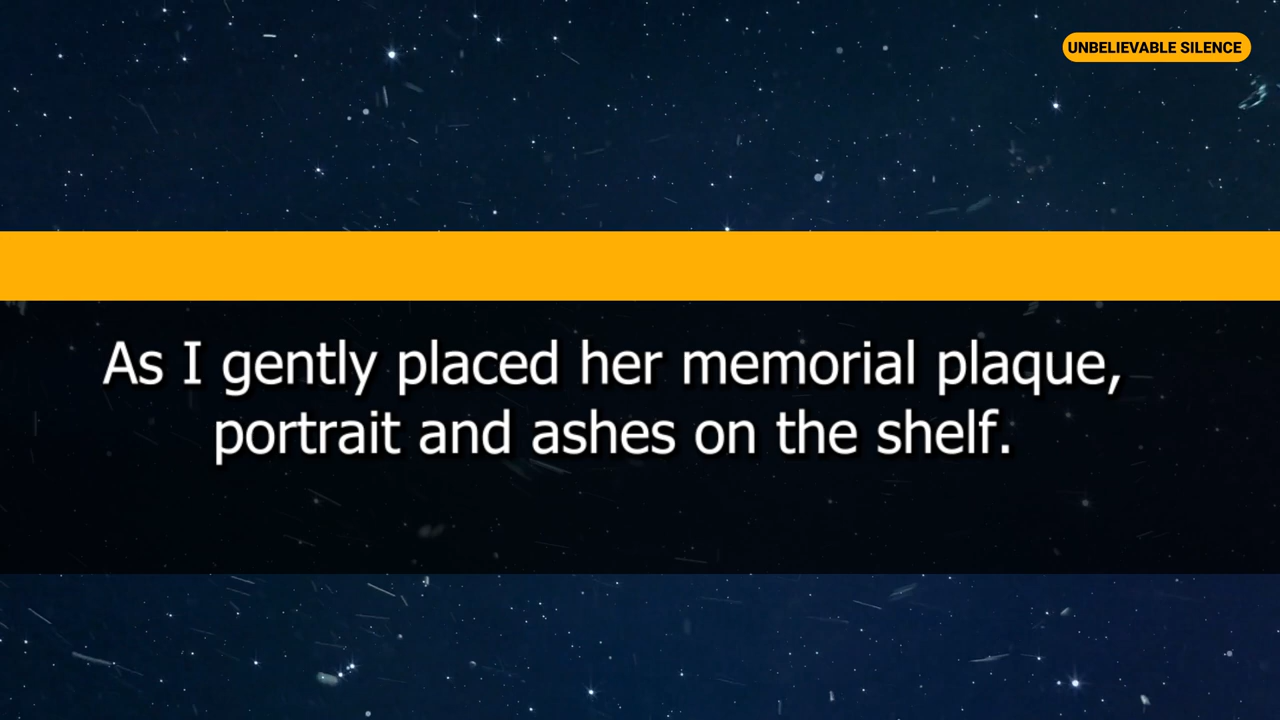 UNBELIEVABLE SILENCE
As I gently placed her memorial plaque,
portrait and ashes on the shelf.